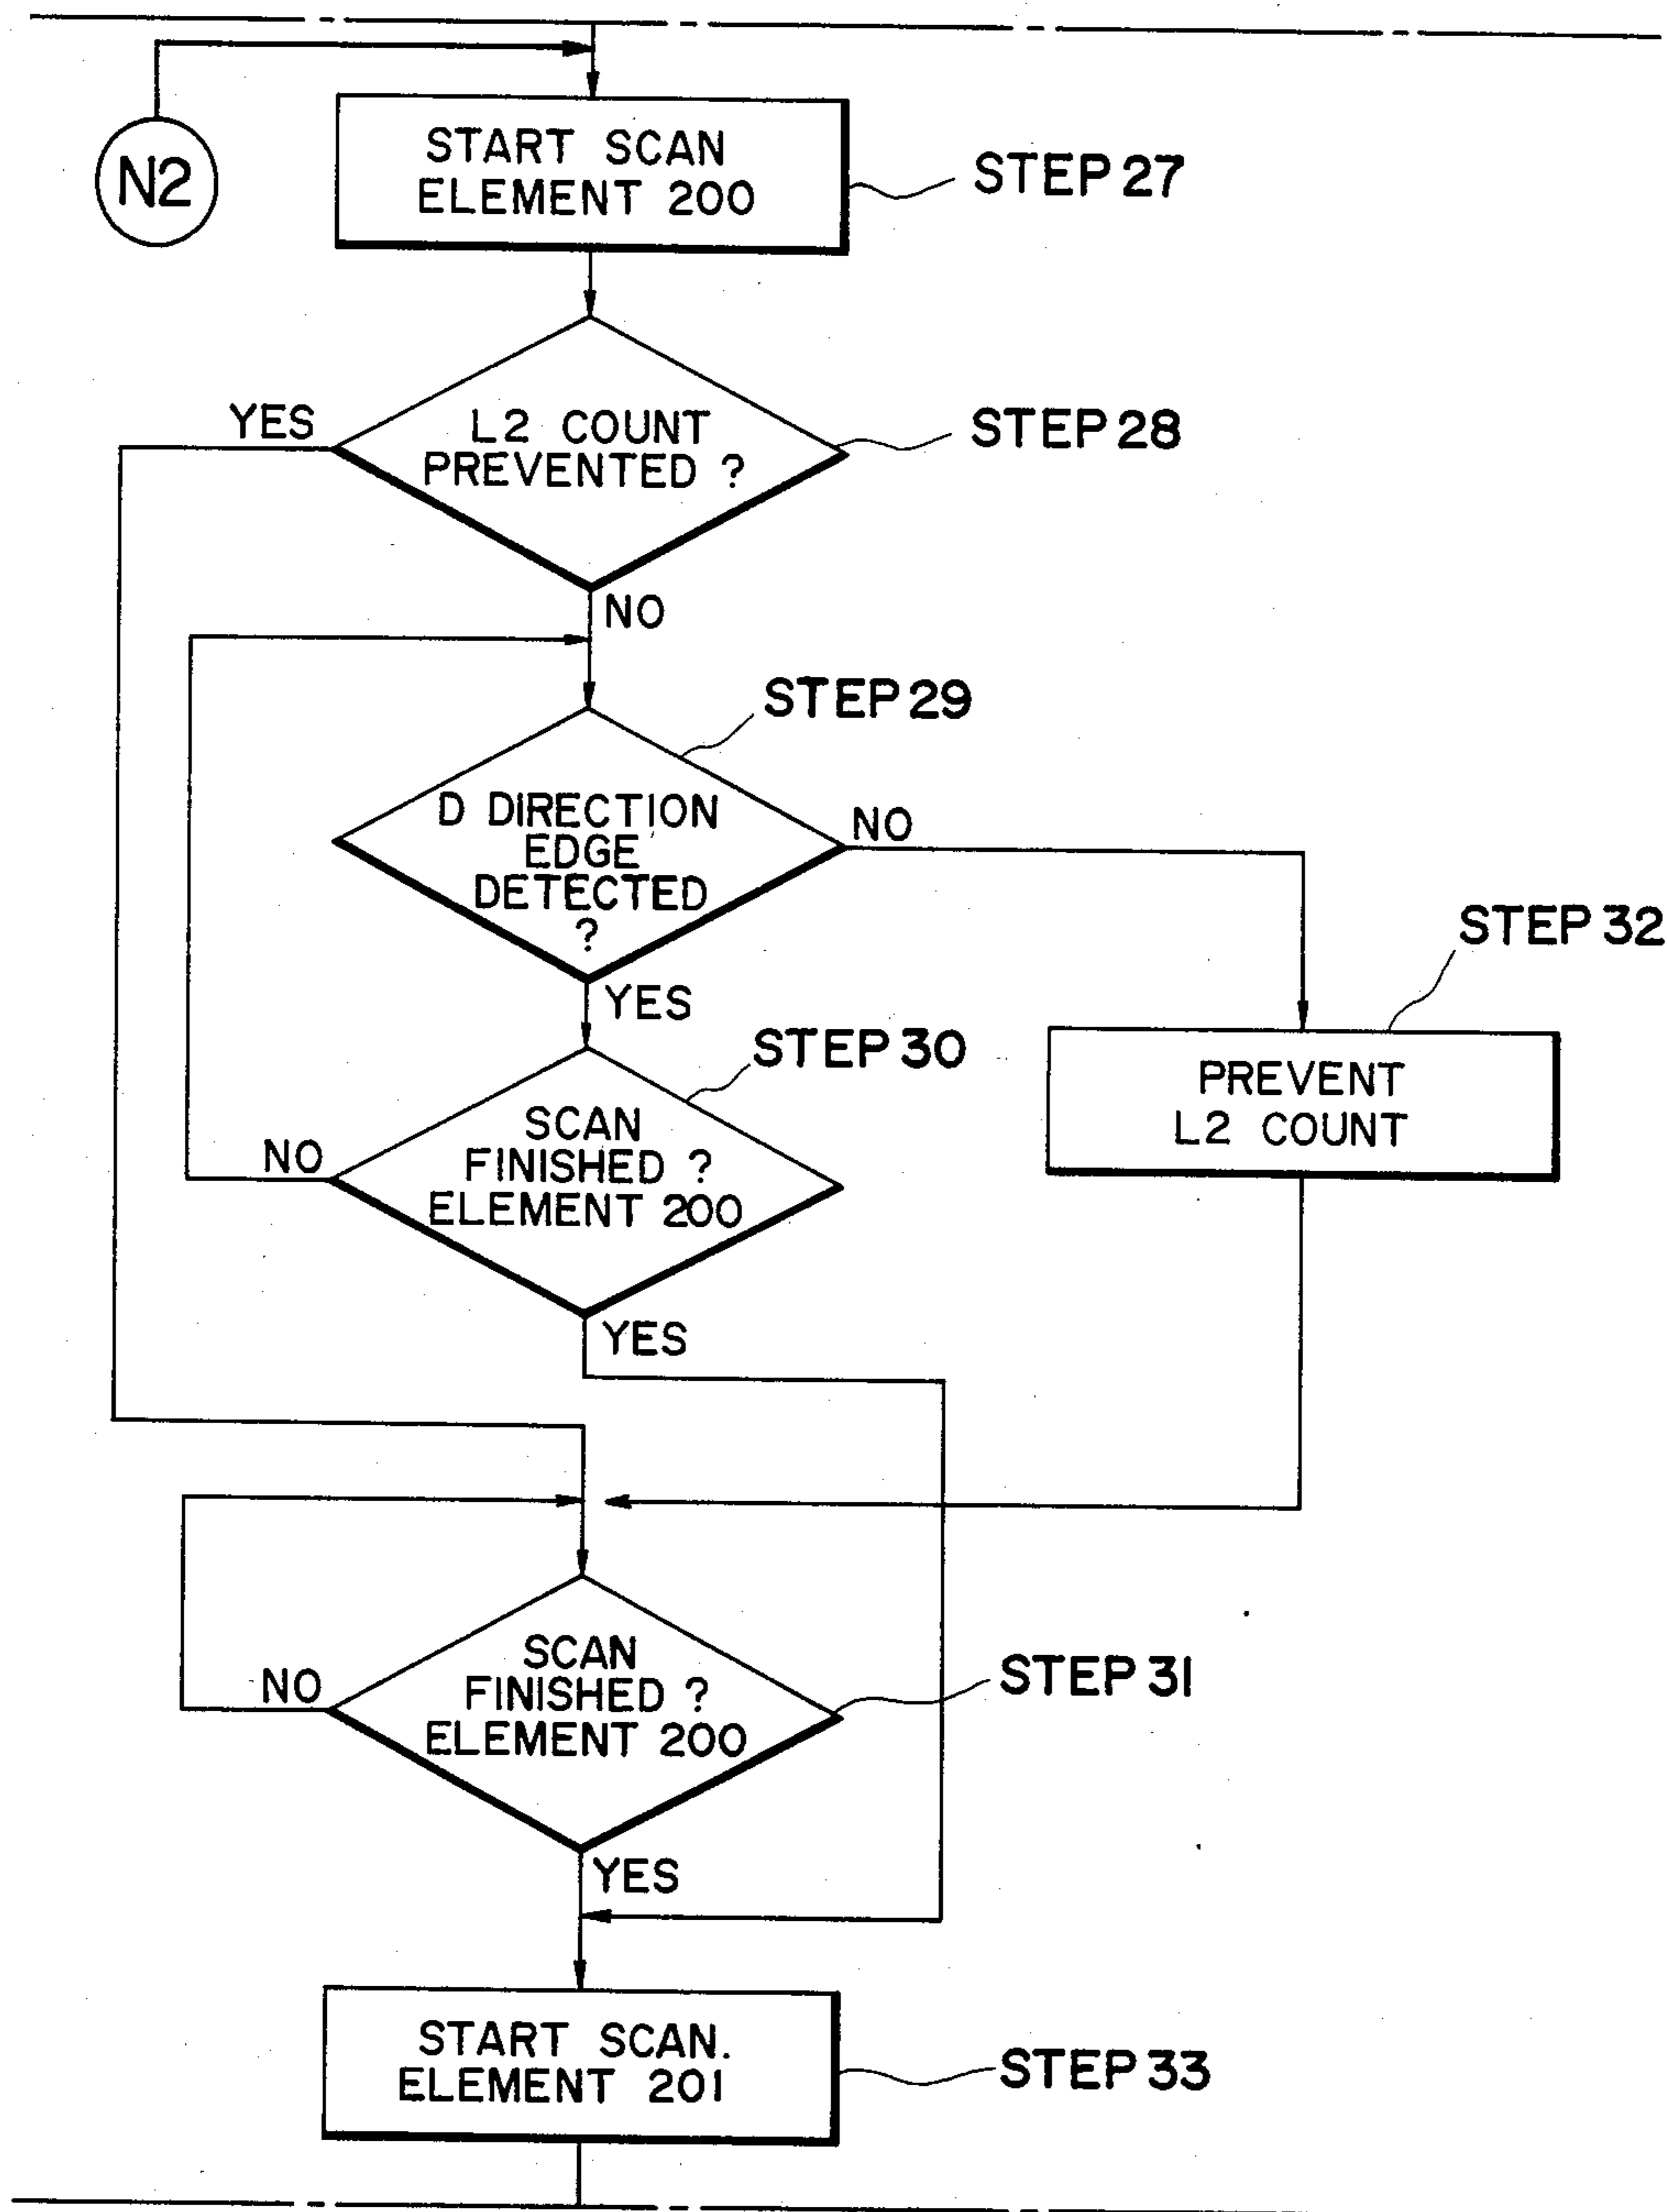 N2
START SCAN
ELEMENT 200
STEP 27
YES
L2 COUNT
PREVENTED ?
STEP 28
NO
STEP 29
D DIRECTION
EDGE
DETECTED
?
NO
STEP 32
YES
STEP 30
PREVENT
L2 COUNT
SCAN
FINISHED ?
ELEMENT 200
NO
YES
SCAN
FINISHED ?
ELEMENT 200
NO
STEP 31
YES
START SCAN.
ELEMENT 201
STEP 33